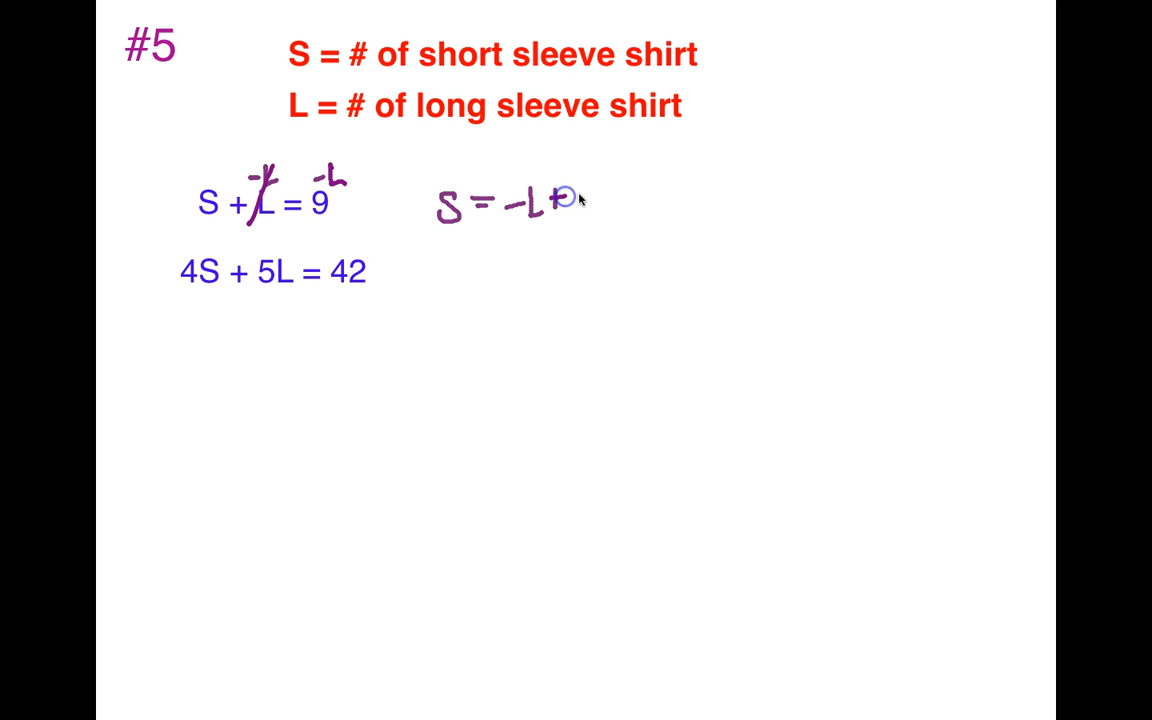 #5
S = # of short sleeve shirt
L = # of long sleeve shirt
-L -L
S + L = 9
S = -L +
4S + 5L = 42